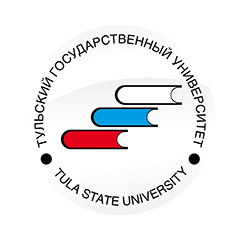 ТУЛЬСКИЙ ГОСУДАРСТВЕННЫЙ УНИВЕРСИТЕТ
TULA STATE UNIVERSITY